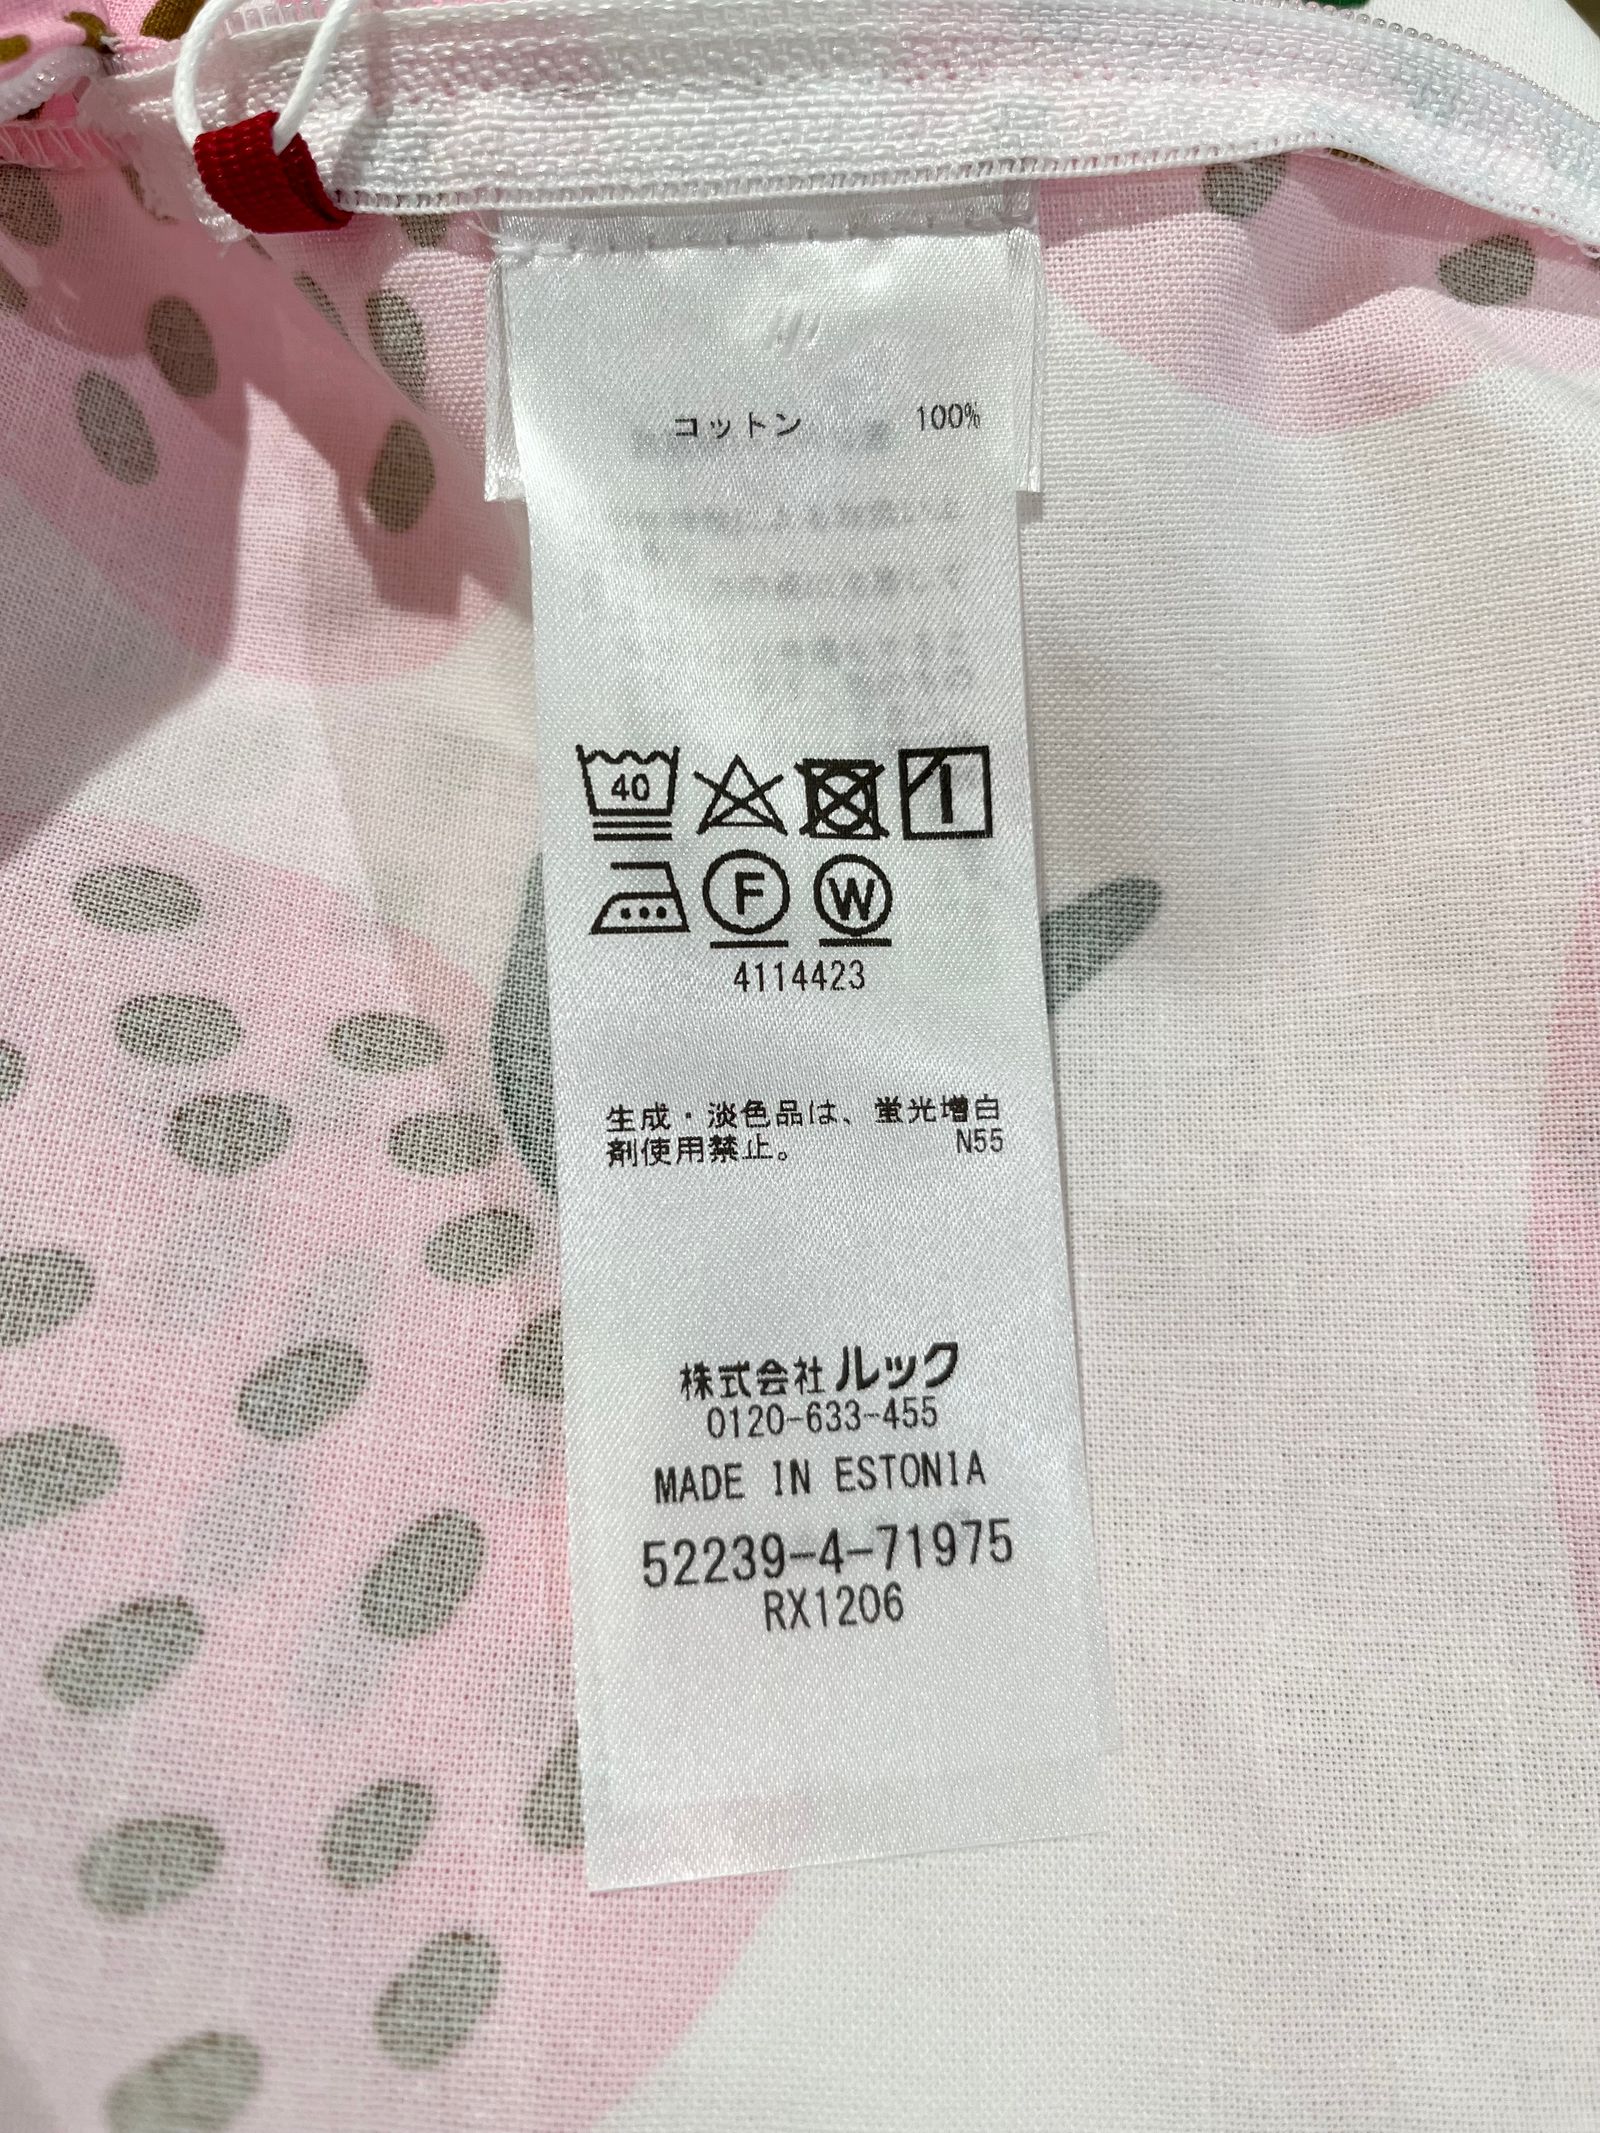 コットン 100%
40
F W
4114423
生成・淡色品は、蛍光増白
剤使用禁止。 N55
株式会社ルック
0120-633-455
MADE IN ESTONIA
52239-4-71975
RX1206